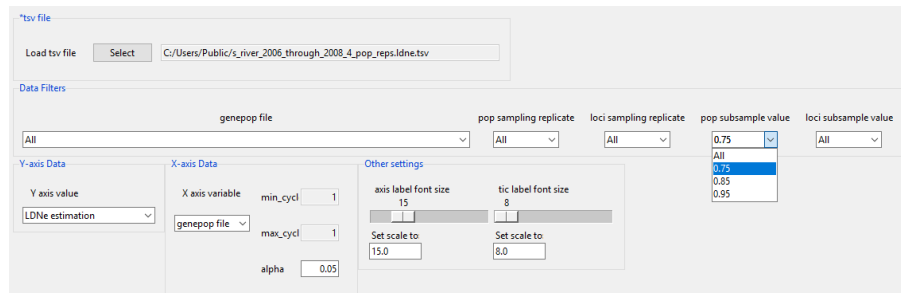 *tsv file
Load tsv file Select C:/Users/Public/s_river_2006_through_2008_4_pop_reps.ldne.tsv
Data Filters
genepop file pop sampling replicate loci sampling replicate pop subsample value loci subsample value
All All All 0.75 All
All
0.75
0.85
0.95
Y-axis Data X-axis Data Other settings
Y axis value X axis variable min_cycl 1 axis label font size tic label font size
15 8
LDNe estimation genepop file
max_cycl 1 Set scale to: Set scale to:
15.0 8.0
alpha 0.05